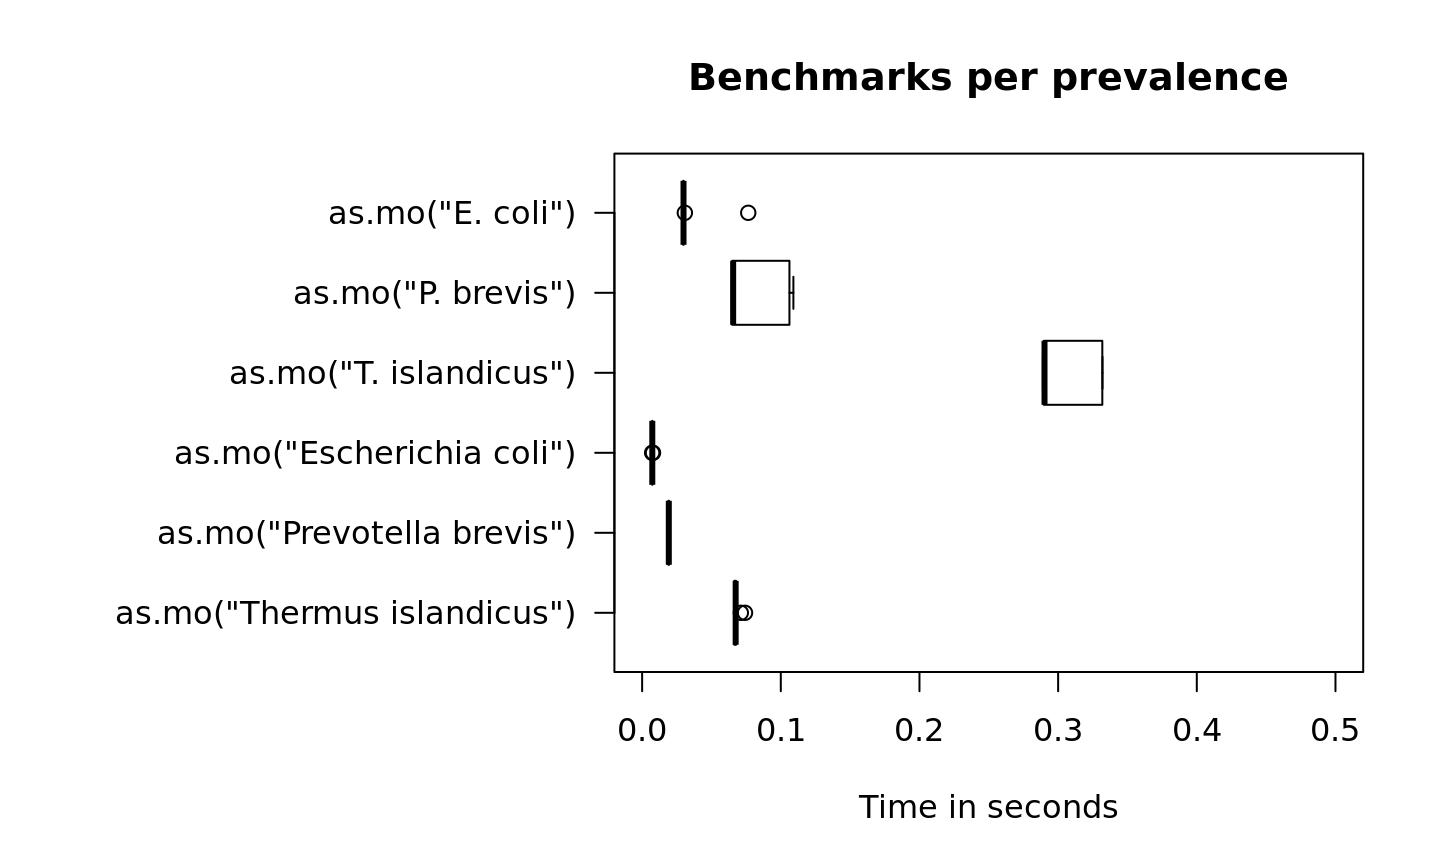 Benchmarks per prevalence
as.mo("E. coli")
as.mo("P. brevis")
as.mo("T. islandicus")
as.mo("Escherichia coli")
as.mo("Prevotella brevis")
as.mo("Thermus islandicus")
0.0 0.1 0.2 0.3 0.4 0.5
Time in seconds